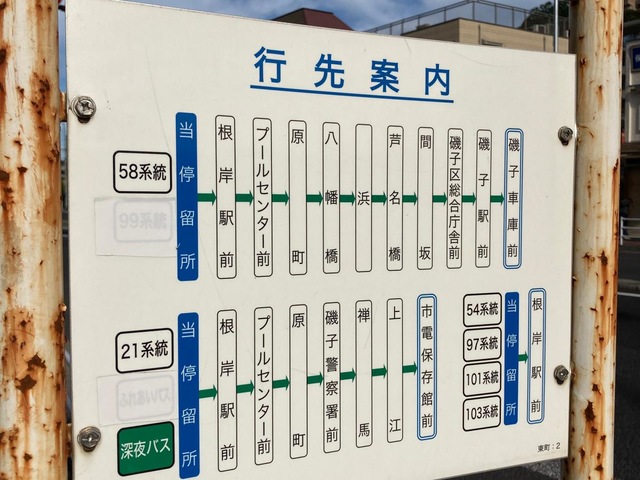 行先案内
58系統
99系統
当停留所
根岸駅前
プールセンター前
原町
八幡橋
浜
芦名橋
間坂
磯子区総合庁舎前
磯子駅前
磯子車庫前
21系統
ふれあいバス
深夜バス
当停留所
根岸駅前
プールセンター前
原町
磯子警察署前
禅馬
上江
市電保存館前
54系統
97系統
101系統
103系統
当停留所
根岸駅前
東町:2